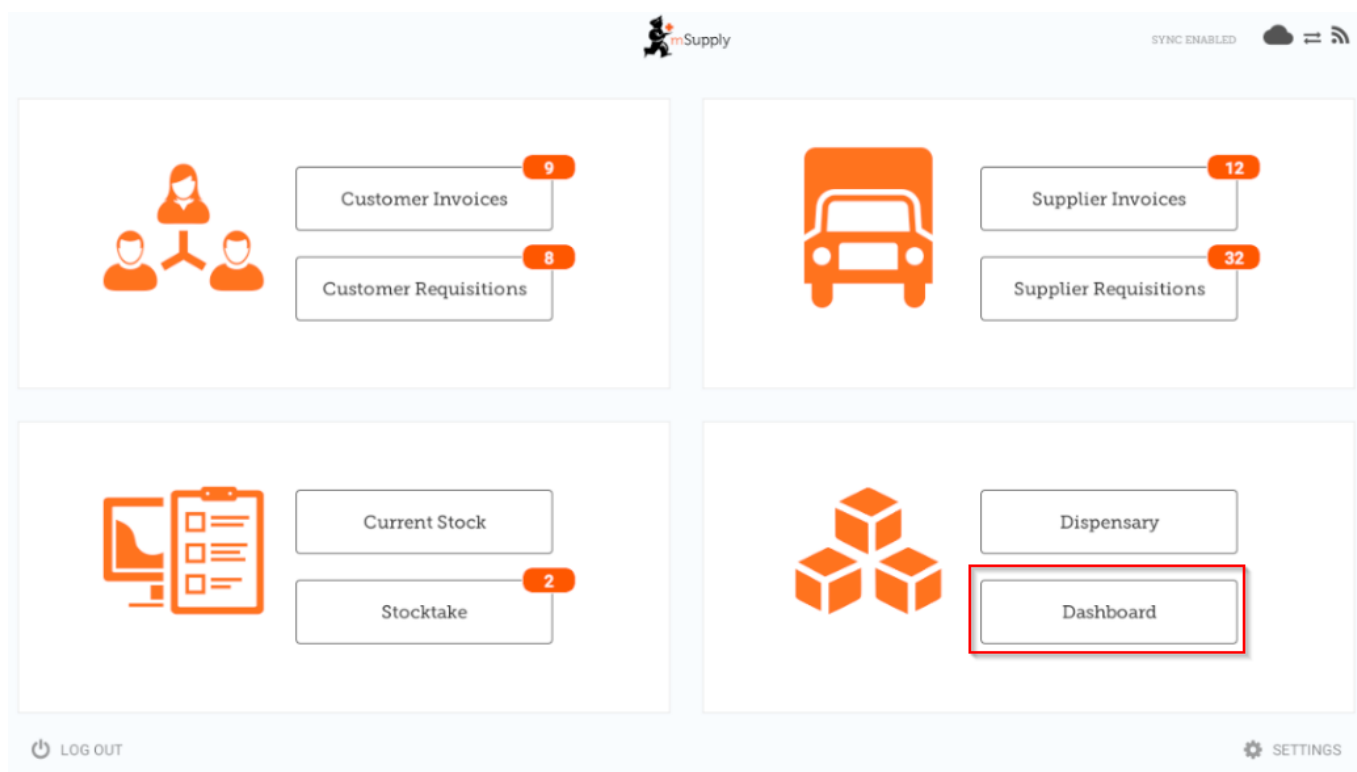 mSupply
SYNC ENABLED
9
Customer Invoices
8
Customer Requisitions
12
Supplier Invoices
32
Supplier Requisitions
Current Stock
2
Stocktake
Dispensary
Dashboard
LOG OUT
SETTINGS